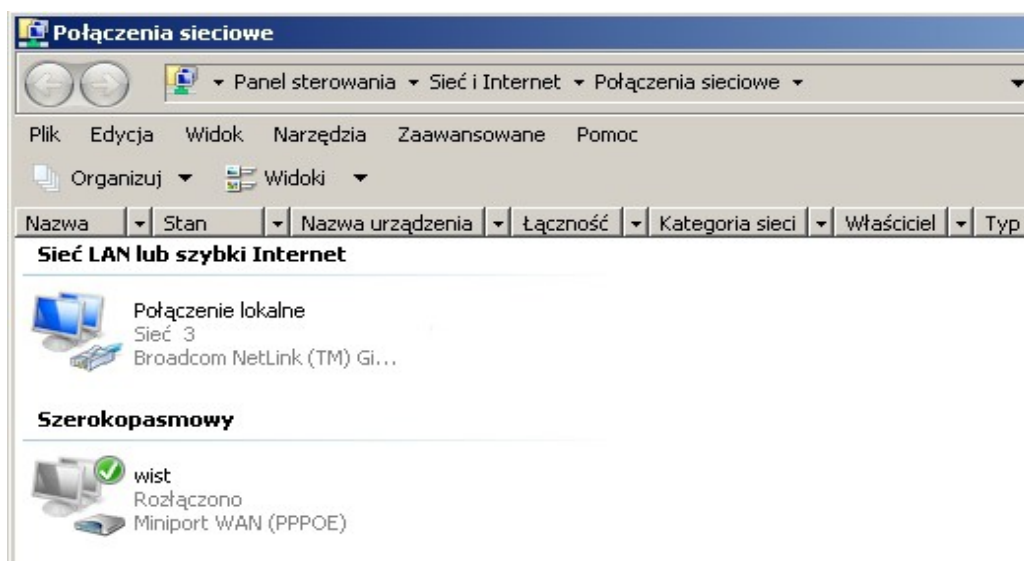 Połączenia sieciowe
Panel sterowania Sieć i Internet Połączenia sieciowe
Plik Edycja Widok Narzędzia Zaawansowane Pomoc
Organizuj Widoki
Nazwa Stan Nazwa urządzenia Łączność Kategoria sieci Właściciel Typ
Sieć LAN lub szybki Internet
Połączenie lokalne
Sieć 3
Broadcom NetLink (TM) Gi...
Szerokopasmowy
wist
Rozłączono
Miniport WAN (PPPOE)